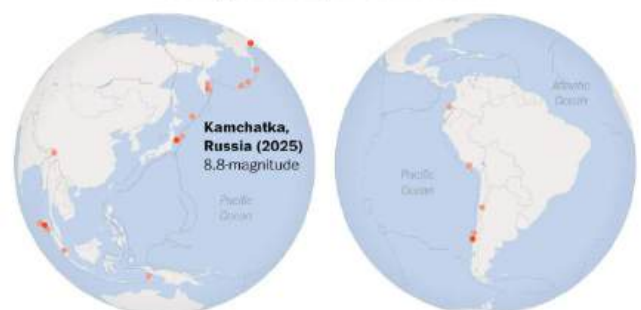 Kamchatka,
Russia (2025)
8.8-magnitude
Pacific
Ocean
Atlantic
Ocean
Pacific
Ocean